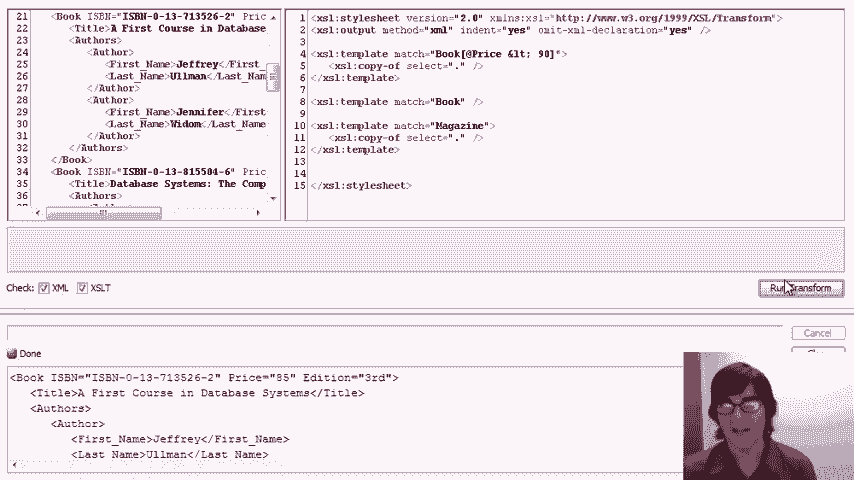 21 <Book ISBN="ISBN-0-13-713526-2" Pric
22 <Title>A First Course in Database
23 <Authors>
24 <Author>
25 <First_Name>Jeffrey</First_
26 <Last_Name>Ullman</Last_Nam
27 </Author>
28 <Author>
29 <First_Name>Jennifer</First
30 <Last_Name>Widom</Last_Name
31 </Author>
32 </Authors>
33 </Book>
34 <Book ISBN="ISBN-0-13-815504-6" Pric
35 <Title>Database Systems: The Comp
36 <Authors>
1 <xsl:stylesheet version="2.0" xmlns:xsl="http://www.w3.org/1999/XSL/Transform">
2 <xsl:output method="xml" indent="yes" omit-xml-declaration="yes" />
3
4 <xsl:template match="Book[@Price &lt; 90]">
5 <xsl:copy-of select="." />
6 </xsl:template>
7
8 <xsl:template match="Book" />
9
10 <xsl:template match="Magazine">
11 <xsl:copy-of select="." />
12 </xsl:template>
13
14
15 </xsl:stylesheet>
Check: XML XSLT
Run Transform
Cancel
Done
<Book ISBN="ISBN-0-13-713526-2" Price="85" Edition="3rd">
<Title>A First Course in Database Systems</Title>
<Authors>
<Author>
<First_Name>Jeffrey</First_Name>
<Last_Name>Ullman</Last_Name>